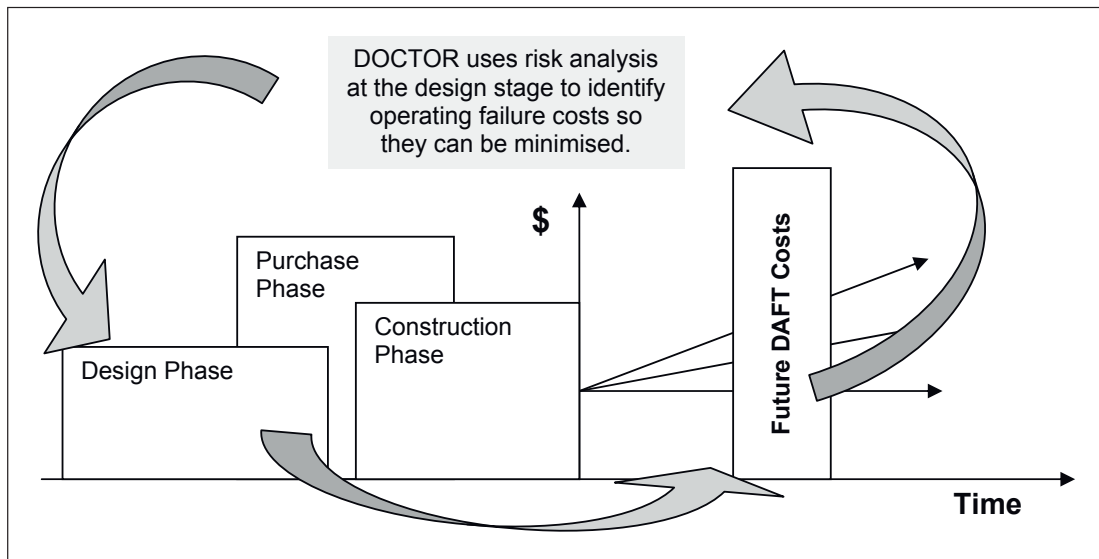 DOCTOR uses risk analysis
at the design stage to identify
operating failure costs so
they can be minimised.
$
Purchase
Phase
Construction
Phase
Design Phase
Future DAFT Costs
Time